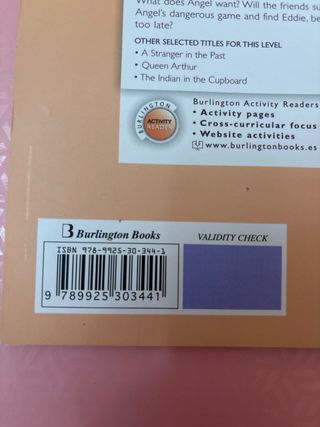 What does Angel want? Will the friends
Angel's dangerous game and find Eddie,
too late?
OTHER SELECTED TITLES FOR THIS LEVEL
• A Stranger in the Past
• Queen Arthur
• The Indian in the Cupboard
BURLINGTON
ACTIVITY
READER
Burlington Activity Readers
• Activity pages
• Cross-curricular focus
• Website activities
www.burlingtonbooks.es
B Burlington Books
VALIDITY CHECK
ISBN 978-9925-30-344-1
9 789925 303441